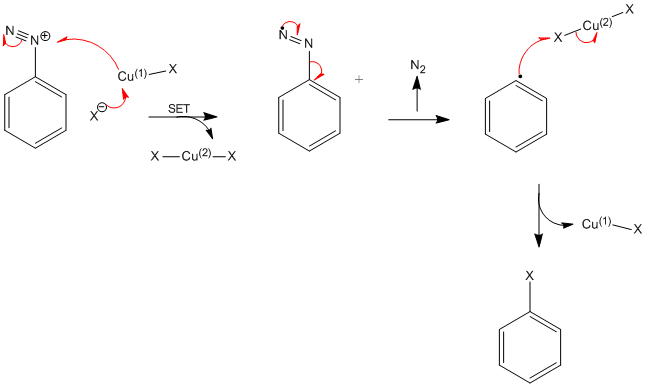 N≡N⊕
Cu(1)—X
X⊖
SET
X—Cu(2)—X
N=N
+
N2
X—Cu(2)—X
Cu(1)—X
X